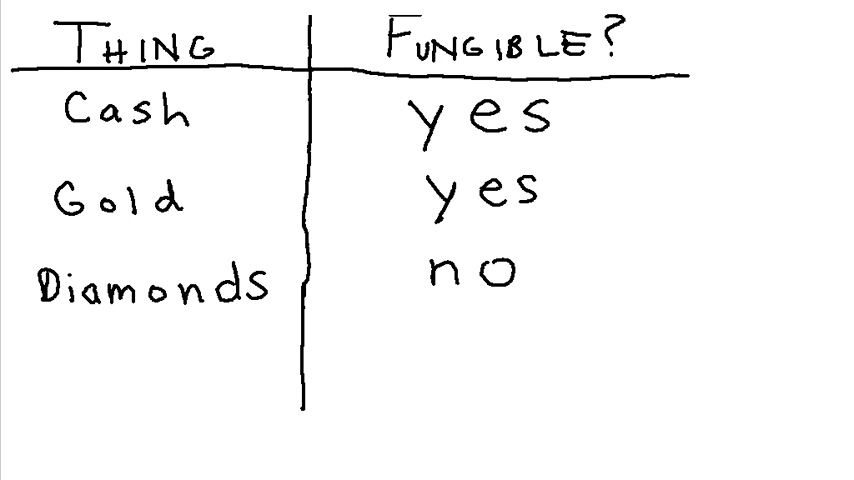 THING FUNGIBLE?
Cash yes
Gold yes
Diamonds no